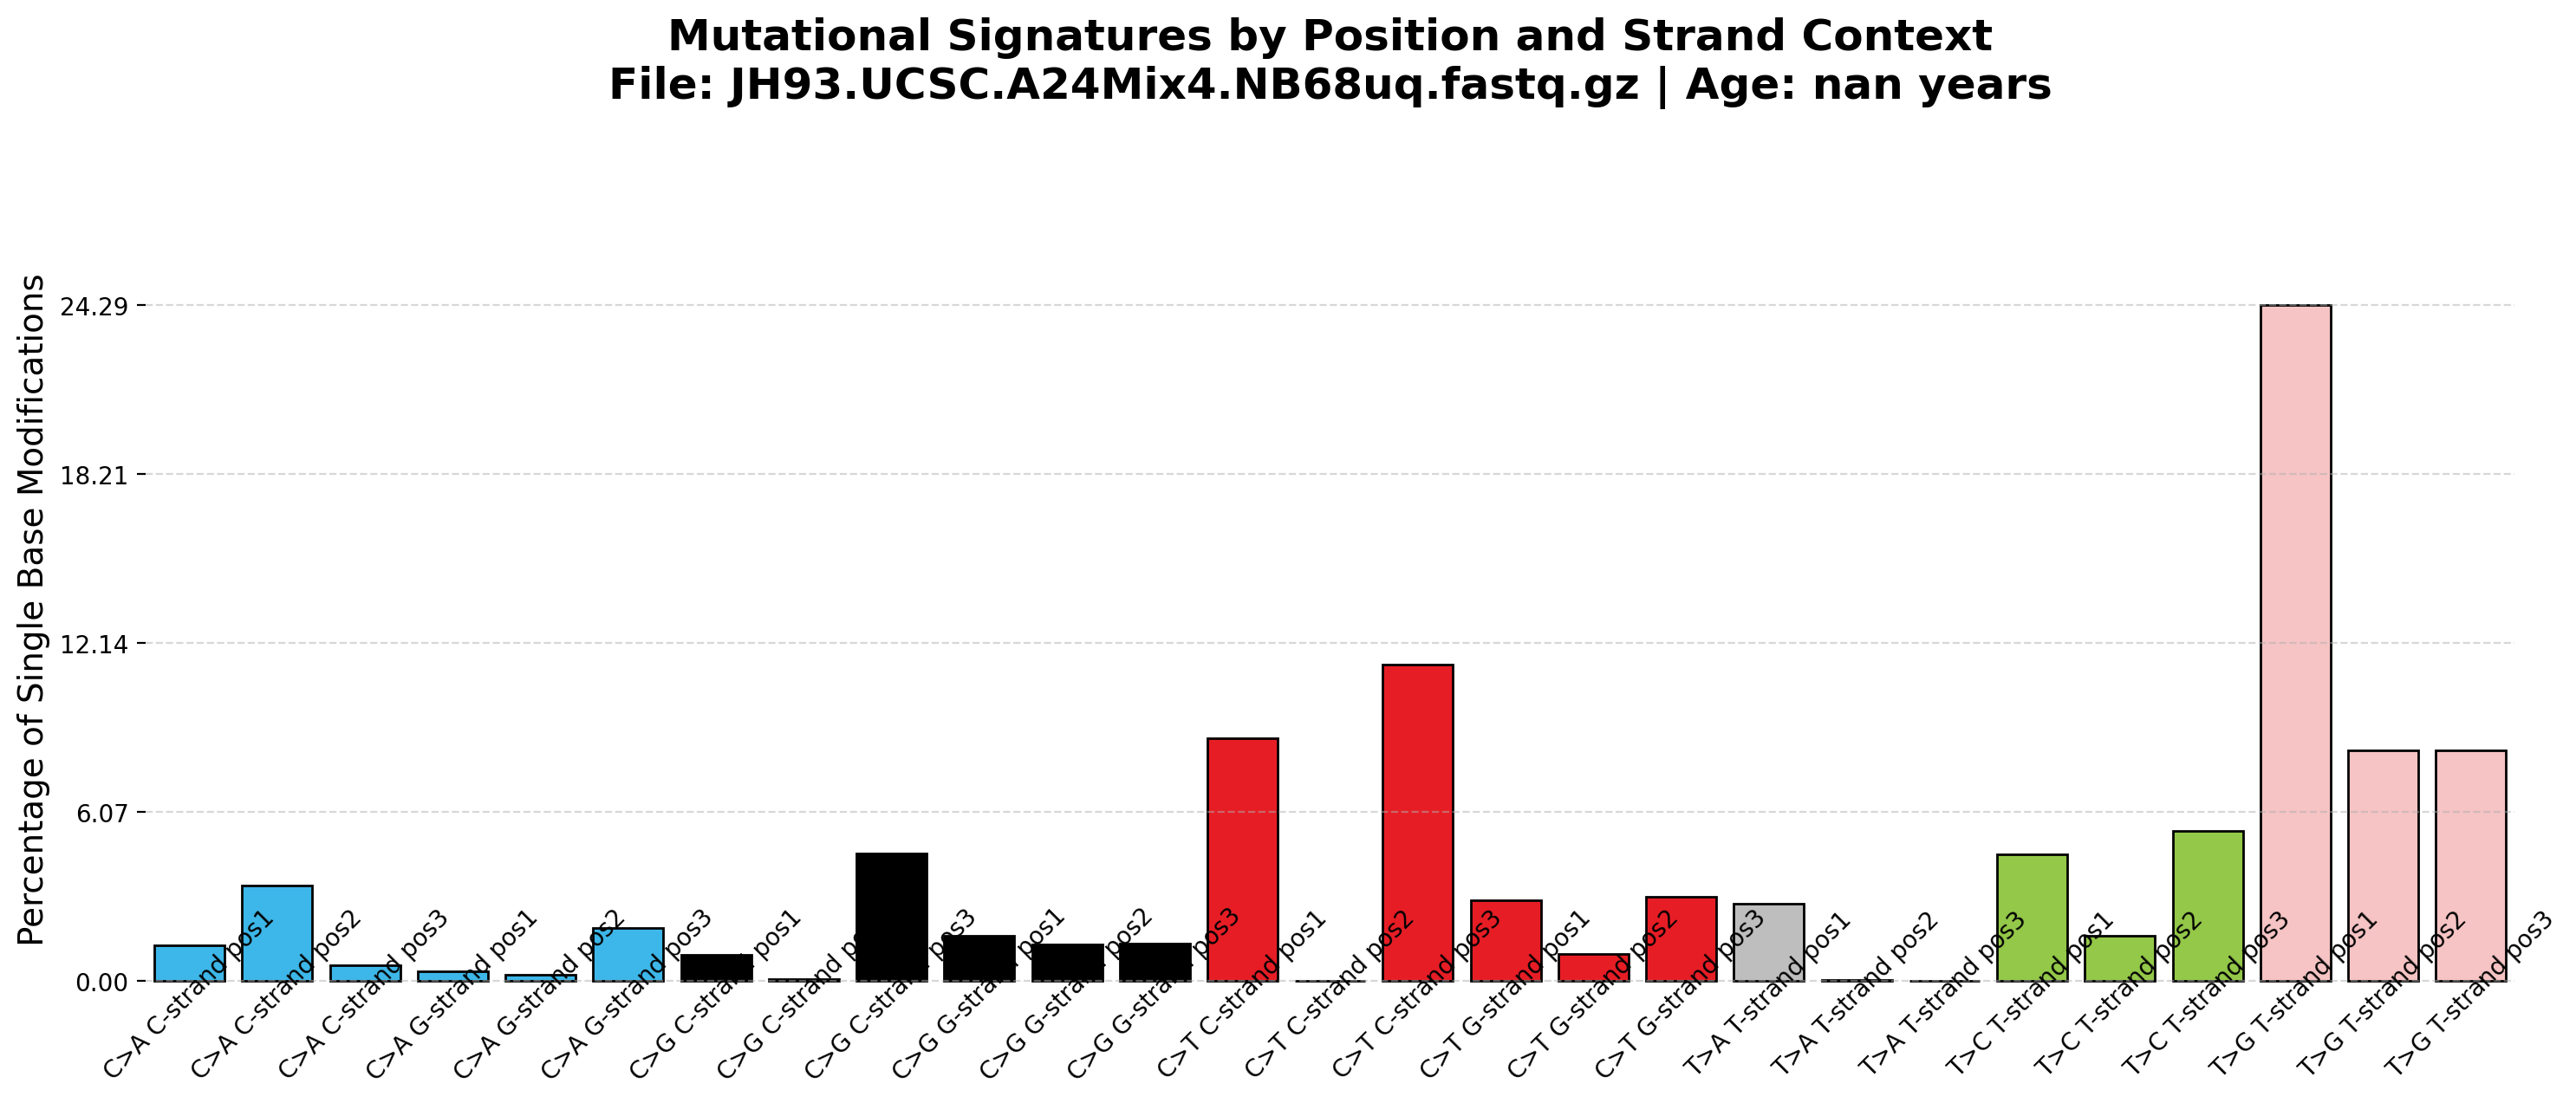 Mutational Signatures by Position and Strand Context
File: JH93.UCSC.A24Mix4.NB68uq.fastq.gz | Age: nan years
Percentage of Single Base Modifications
24.29
18.21
12.14
6.07
0.00
C>A C-strand pos1
C>A C-strand pos2
C>A C-strand pos3
C>A G-strand pos1
C>A G-strand pos2
C>A G-strand pos3
C>G C-strand pos1
C>G C-strand pos2
C>G C-strand pos3
C>G G-strand pos1
C>G G-strand pos2
C>G G-strand pos3
C>T C-strand pos1
C>T C-strand pos2
C>T C-strand pos3
C>T G-strand pos1
C>T G-strand pos2
C>T G-strand pos3
T>A T-strand pos1
T>A T-strand pos2
T>A T-strand pos3
T>C T-strand pos1
T>C T-strand pos2
T>C T-strand pos3
T>G T-strand pos1
T>G T-strand pos2
T>G T-strand pos3